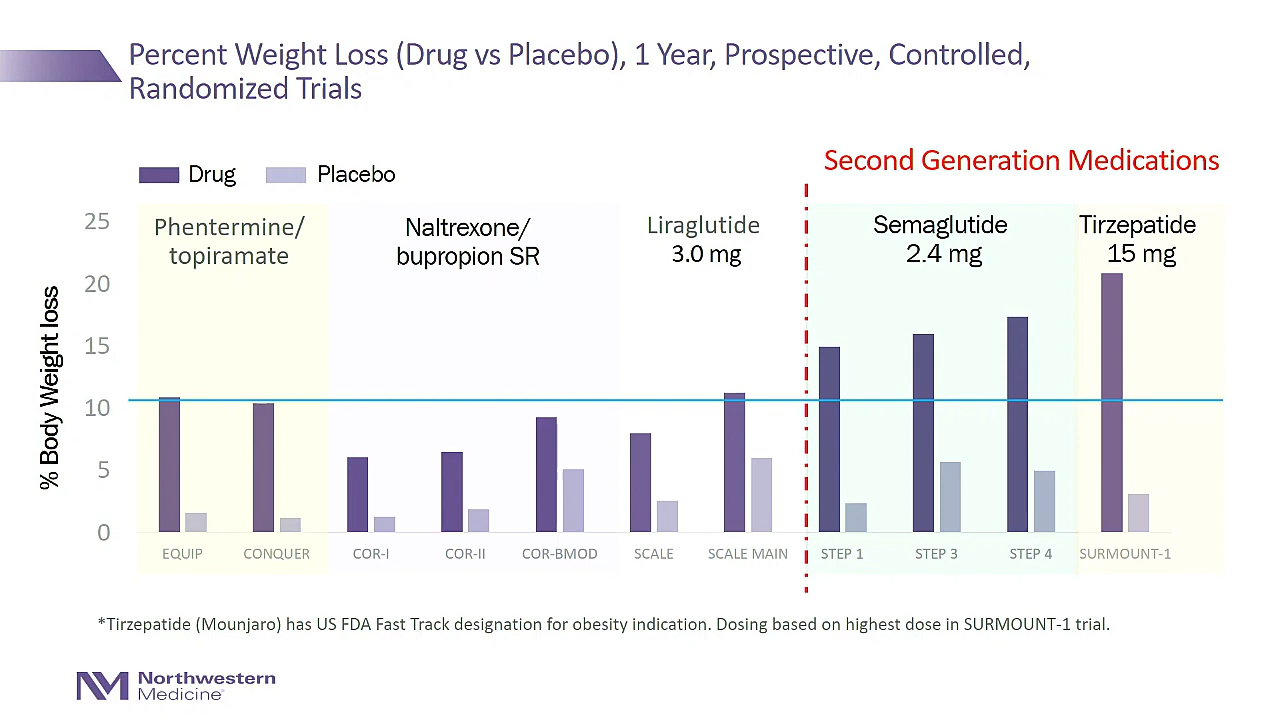 Percent Weight Loss (Drug vs Placebo), 1 Year, Prospective, Controlled,
Randomized Trials
Second Generation Medications
Drug
Placebo
Phentermine/
topiramate
Naltrexone/
bupropion SR
Liraglutide
3.0 mg
Semaglutide
2.4 mg
Tirzepatide
15 mg
% Body Weight loss
25
20
15
10
5
0
EQUIP
CONQUER
COR-I
COR-II
COR-BMOD
SCALE
SCALE MAIN
STEP 1
STEP 3
STEP 4
SURMOUNT-1
*Tirzepatide (Mounjaro) has US FDA Fast Track designation for obesity indication. Dosing based on highest dose in SURMOUNT-1 trial.
NM
Northwestern
Medicine®